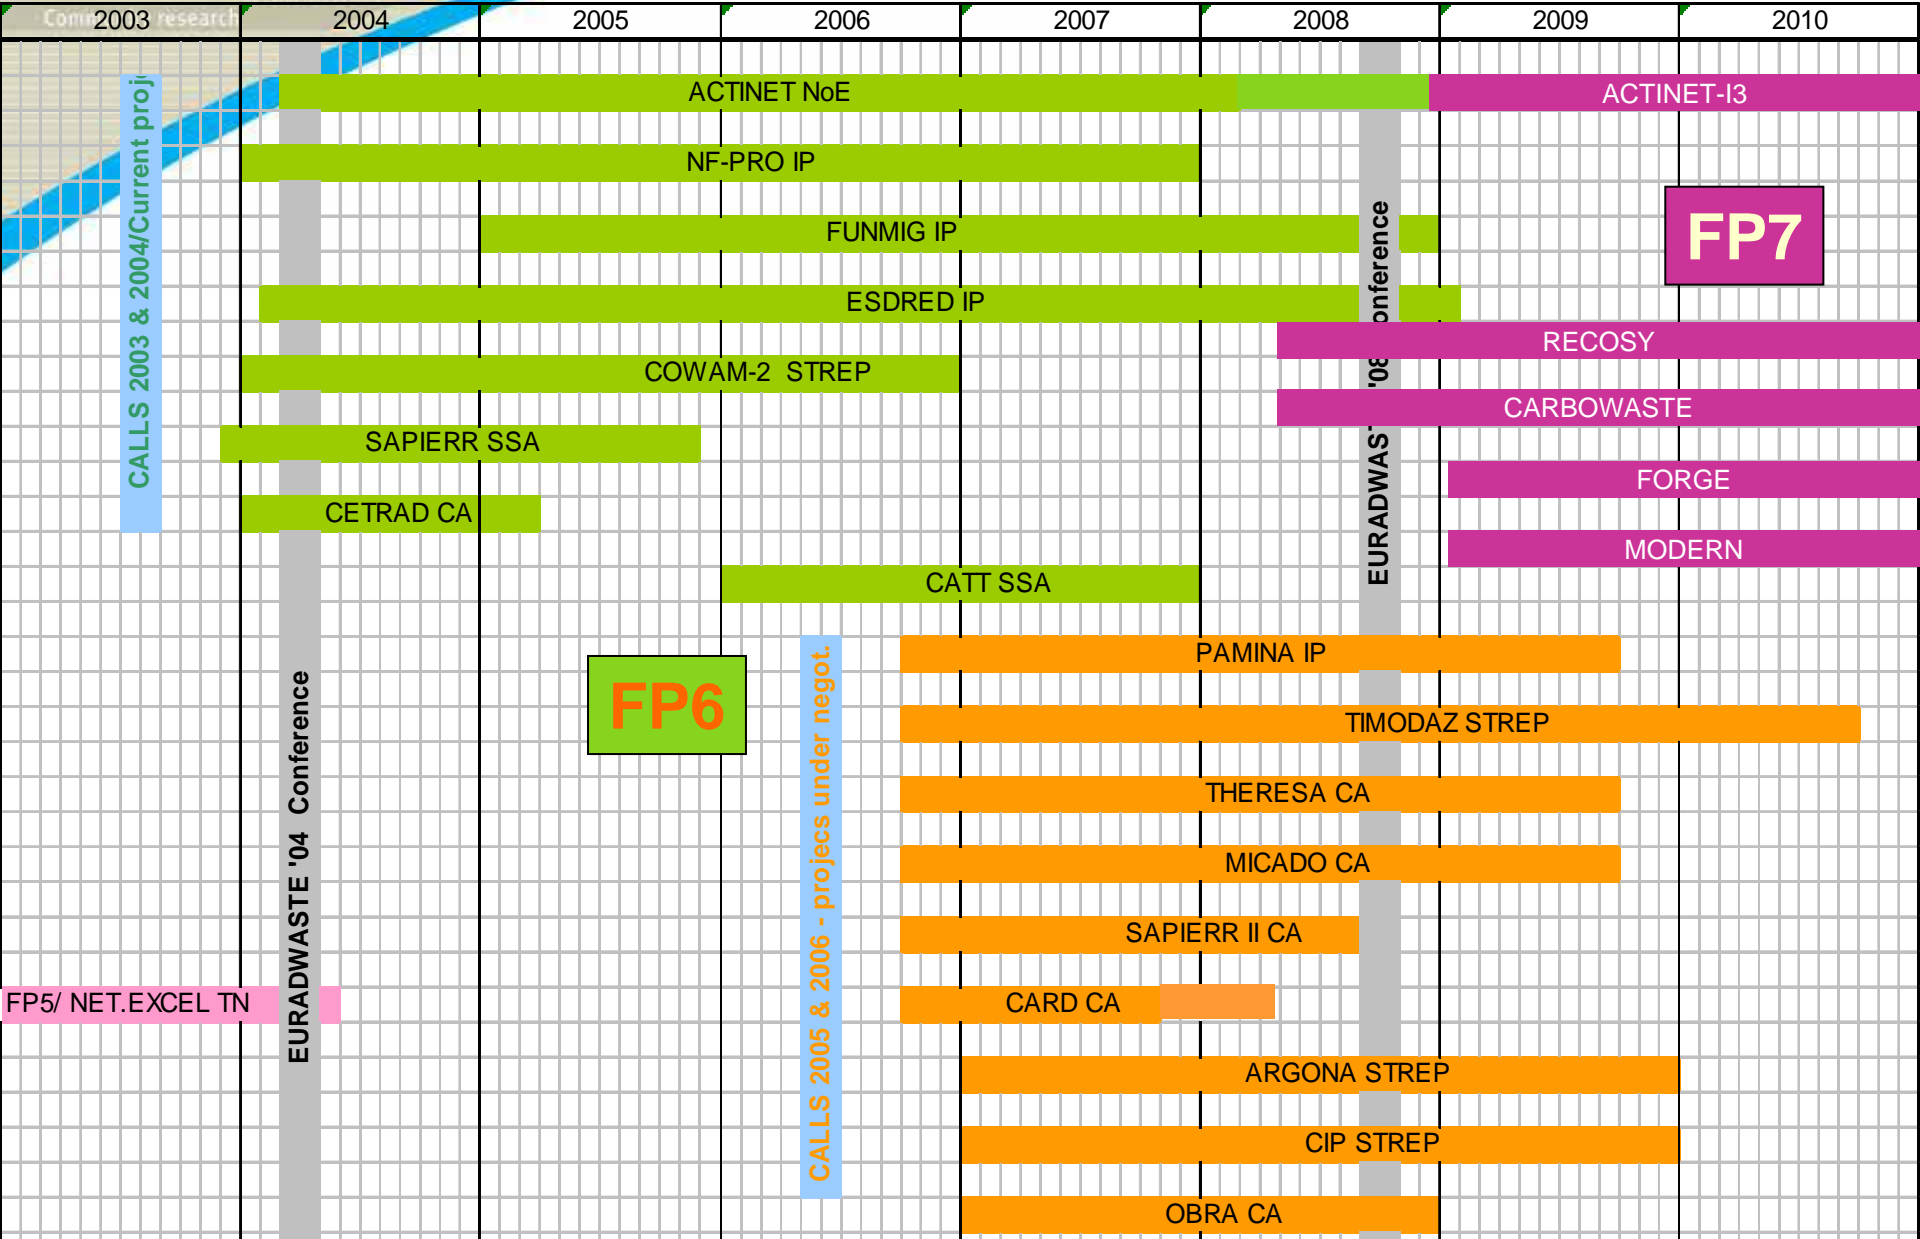 2003 2004 2005 2006 2007 2008 2009 2010
research
ACTINET NoE
ACTINET-I3
NF-PRO IP
FP7
FUNMIG IP
ESDRED IP
RECOSY
COWAM-2 STREP
CARBOWASTE
SAPIERR SSA
FORGE
CETRAD CA
MODERN
CATT SSA
CALLS 2003 & 2004/Current proj
EURADWAS '08 onference
PAMINA IP
FP6
TIMODAZ STREP
THERESA CA
MICADO CA
SAPIERR II CA
FP5/ NET.EXCEL TN
CARD CA
EURADWASTE '04 Conference
CALLS 2005 & 2006 - projecs under negot.
ARGONA STREP
CIP STREP
OBRA CA